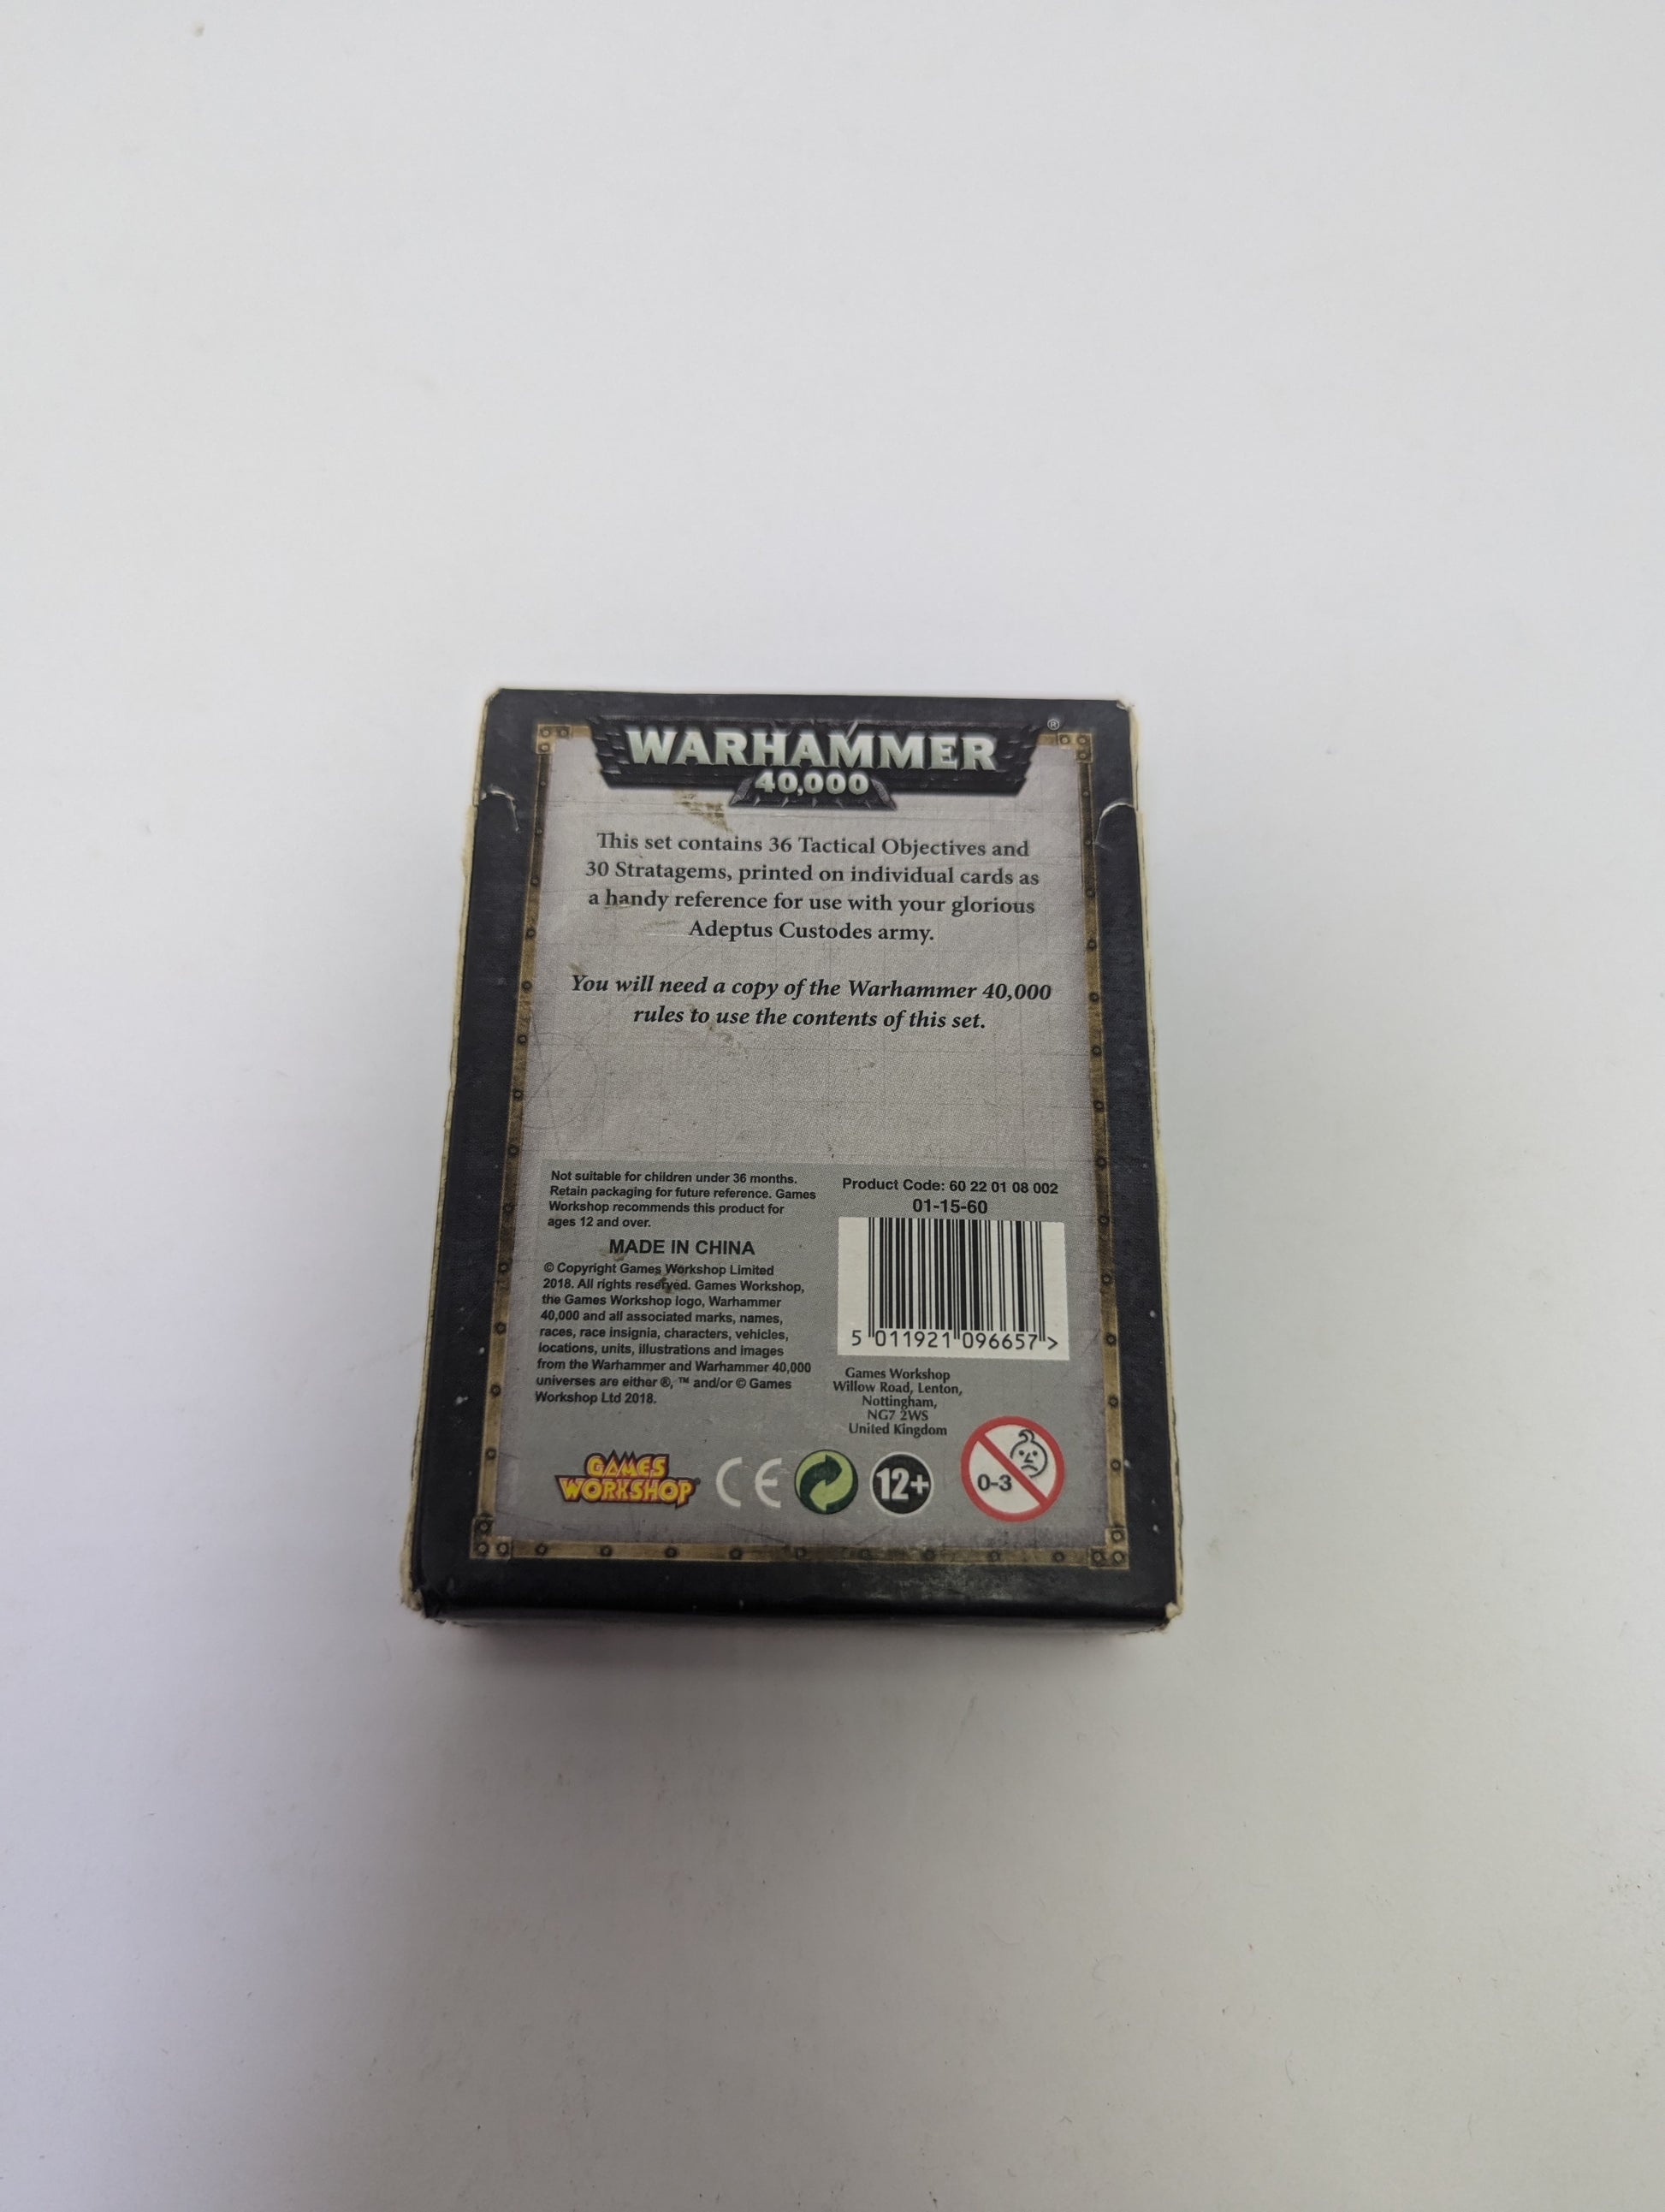 WARHAMMER®
40,000
This set contains 36 Tactical Objectives and
30 Stratagems, printed on individual cards as
a handy reference for use with your glorious
Adeptus Custodes army.
You will need a copy of the Warhammer 40,000
rules to use the contents of this set.
Not suitable for children under 36 months.
Retain packaging for future reference. Games
Workshop recommends this product for
ages 12 and over.
MADE IN CHINA
© Copyright Games Workshop Limited
2018. All rights reserved. Games Workshop,
the Games Workshop logo, Warhammer
40,000 and all associated marks, names,
races, race insignia, characters, vehicles,
locations, units, illustrations and images
from the Warhammer and Warhammer 40,000
universes are either ®, ™ and/or © Games
Workshop Ltd 2018.
Product Code: 60 22 01 08 002
01-15-60
5 011921 096657 >
Games Workshop
Willow Road, Lenton,
Nottingham,
NG7 2WS
United Kingdom
GAMES
WORKSHOP
CE
12+
0-3